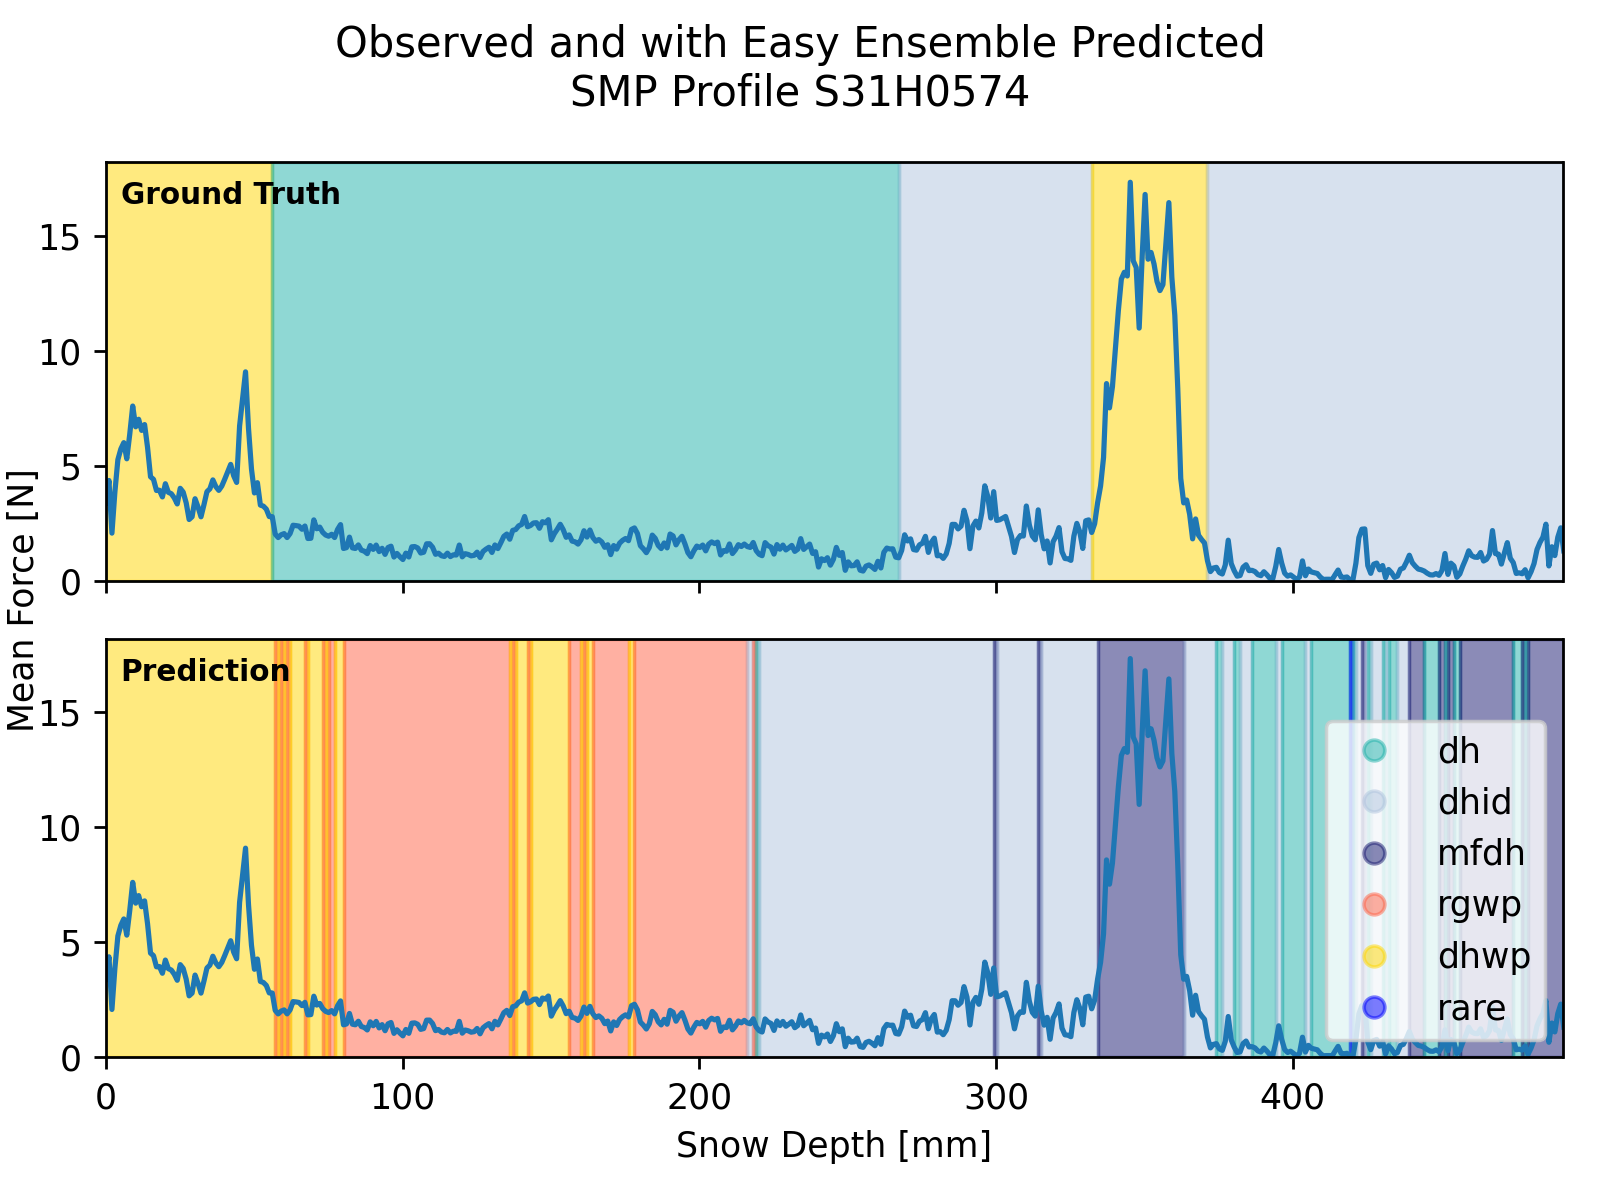 Observed and with Easy Ensemble Predicted
SMP Profile S31H0574
Ground Truth
15
10
5
0
Mean Force [N]
Prediction
15
10
5
0
dh
dhid
mfdh
rgwp
dhwp
rare
0 100 200 300 400
Snow Depth [mm]